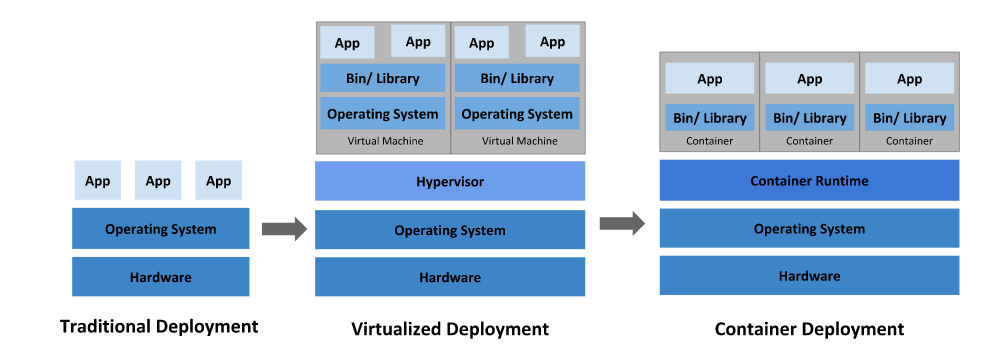 App
App
App
Operating System
Hardware
Traditional Deployment
App
App
Bin/ Library
Operating System
Virtual Machine
App
App
Bin/ Library
Operating System
Virtual Machine
Hypervisor
Operating System
Hardware
Virtualized Deployment
App
Bin/ Library
Container
App
Bin/ Library
Container
App
Bin/ Library
Container
Container Runtime
Operating System
Hardware
Container Deployment